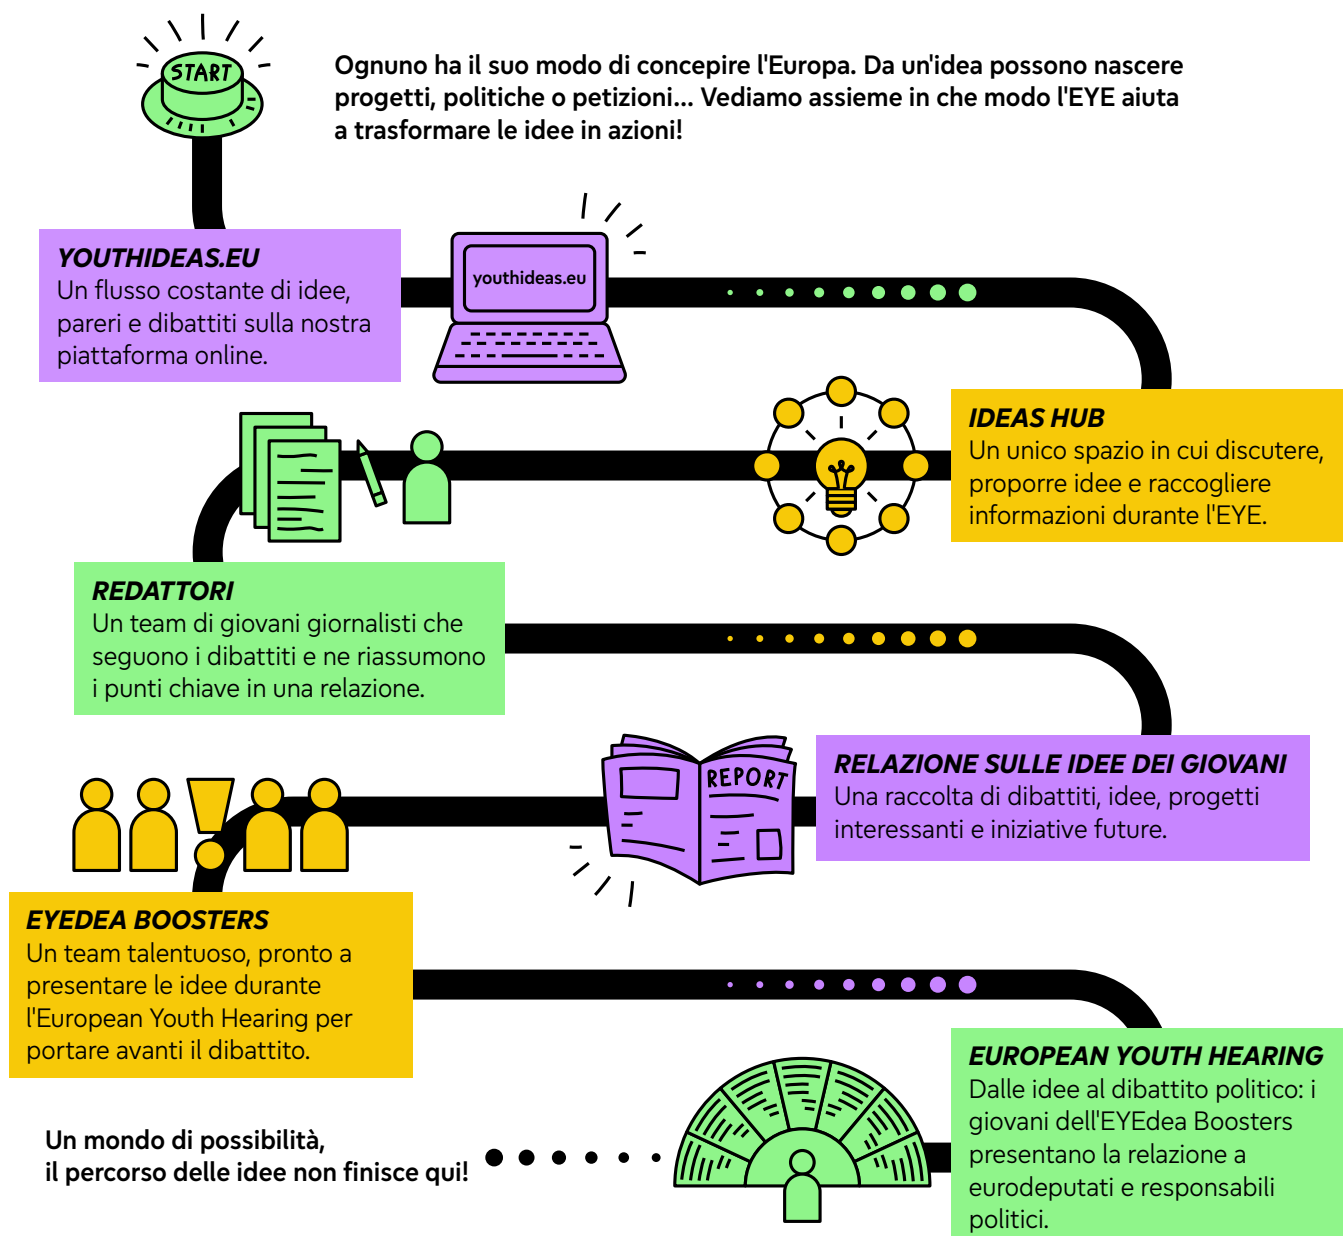 START
Ognuno ha il suo modo di concepire l'Europa. Da un'idea possono nascere
progetti, politiche o petizioni... Vediamo assieme in che modo l'EYE aiuta
a trasformare le idee in azioni!
YOUTHIDEAS.EU
Un flusso costante di idee,
pareri e dibattiti sulla nostra
piattaforma online.
youthideas.eu
IDEAS HUB
Un unico spazio in cui discutere,
proporre idee e raccogliere
informazioni durante l'EYE.
REDATTORI
Un team di giovani giornalisti che
seguono i dibattiti e ne riassumono
i punti chiave in una relazione.
REPORT
RELAZIONE SULLE IDEE DEI GIOVANI
Una raccolta di dibattiti, idee, progetti
interessanti e iniziative future.
EYEDEA BOOSTERS
Un team talentuoso, pronto a
presentare le idee durante
l'European Youth Hearing per
portare avanti il dibattito.
EUROPEAN YOUTH HEARING
Dalle idee al dibattito politico: i
giovani dell'EYEdea Boosters
presentano la relazione a
eurodeputati e responsabili
politici.
Un mondo di possibilità,
il percorso delle idee non finisce qui!